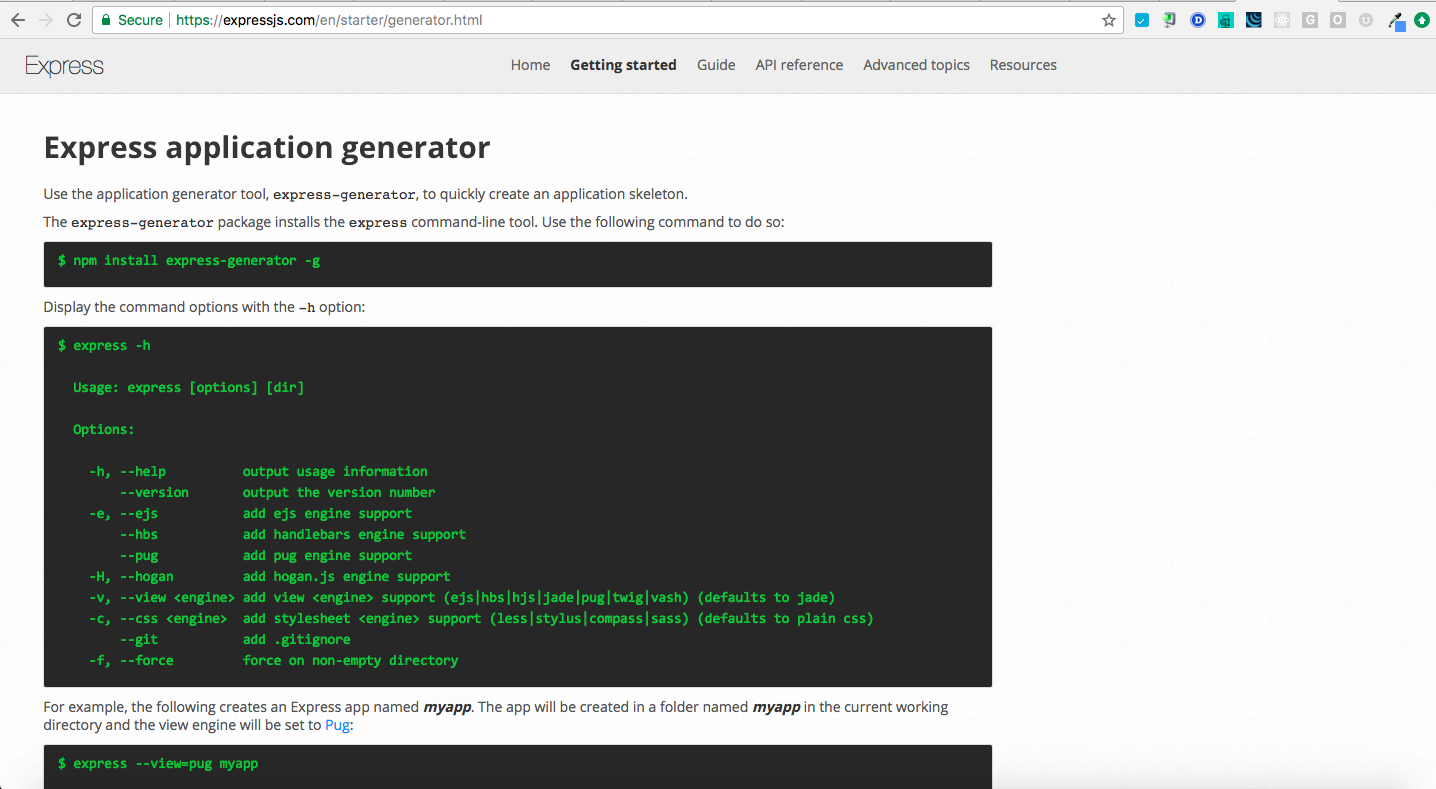 Secure https://expressjs.com/en/starter/generator.html
Express
Home Getting started Guide API reference Advanced topics Resources
Express application generator
Use the application generator tool, express-generator, to quickly create an application skeleton.
The express-generator package installs the express command-line tool. Use the following command to do so:
$ npm install express-generator -g
Display the command options with the -h option:
$ express -h
Usage: express [options] [dir]
Options:
-h, --help output usage information
--version output the version number
-e, --ejs add ejs engine support
--hbs add handlebars engine support
--pug add pug engine support
-H, --hogan add hogan.js engine support
-v, --view <engine> add view <engine> support (ejs|hbs|hjs|jade|pug|twig|vash) (defaults to jade)
-c, --css <engine> add stylesheet <engine> support (less|stylus|compass|sass) (defaults to plain css)
--git add .gitignore
-f, --force force on non-empty directory
For example, the following creates an Express app named myapp. The app will be created in a folder named myapp in the current working
directory and the view engine will be set to Pug:
$ express --view=pug myapp